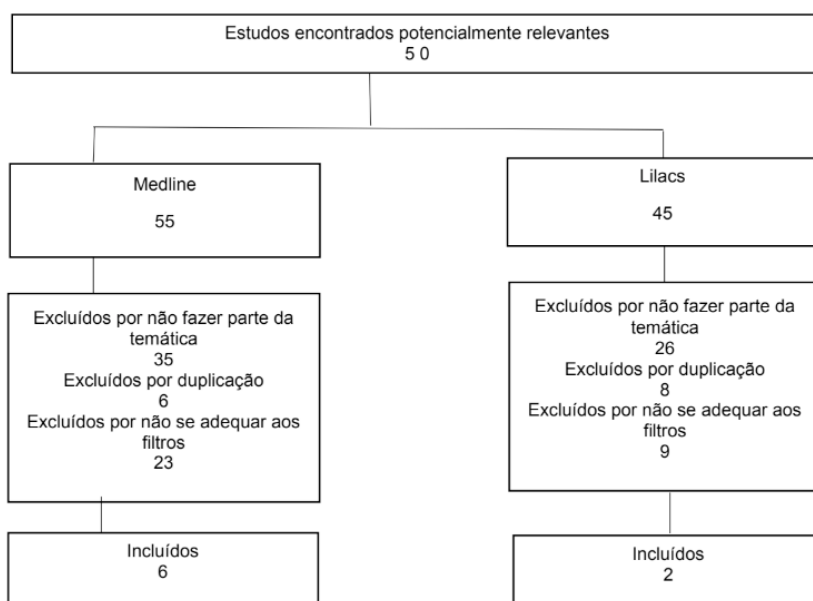 Estudos encontrados potencialmente relevantes
5 0
Medline
55
Lilacs
45
Excluídos por não fazer parte da
temática
35
Excluídos por duplicação
6
Excluídos por não se adequar aos
filtros
23
Excluídos por não fazer parte da
temática
26
Excluídos por duplicação
8
Excluídos por não se adequar aos
filtros
9
Incluídos
6
Incluídos
2